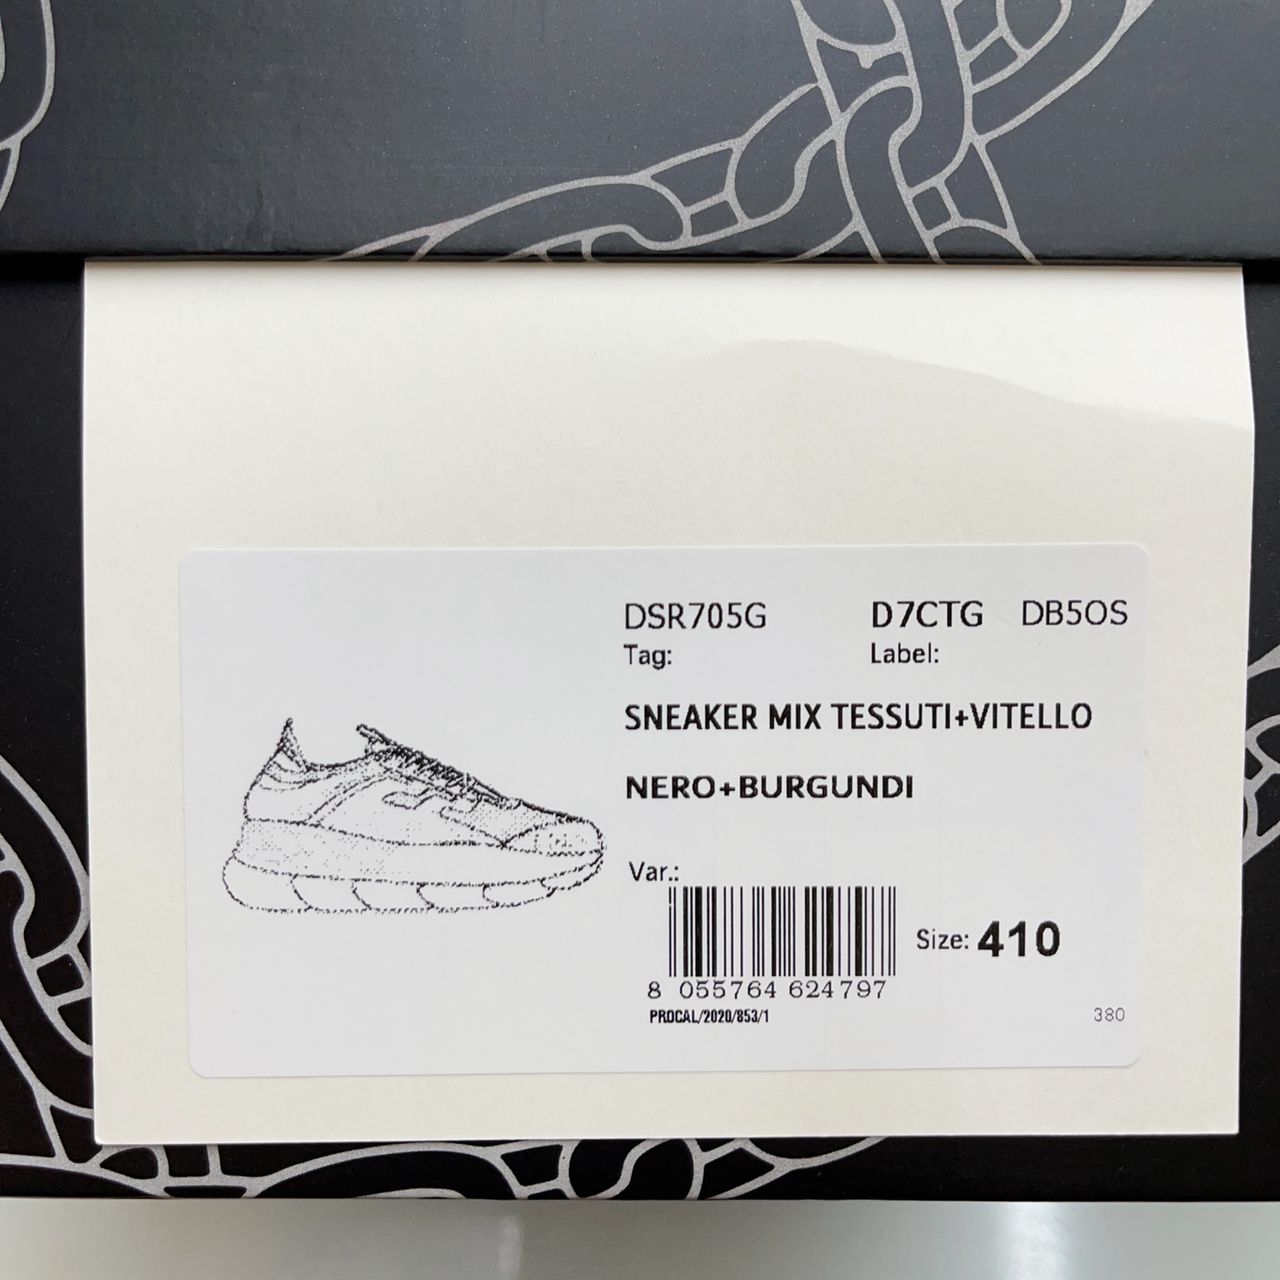 DSR705G D7CTG DB5OS
Tag: Label:
SNEAKER MIX TESSUTI+VITELLO
NERO+BURGUNDI
Var.:
Size: 410
8 055764 624797
PROCAL/2020/853/1
380